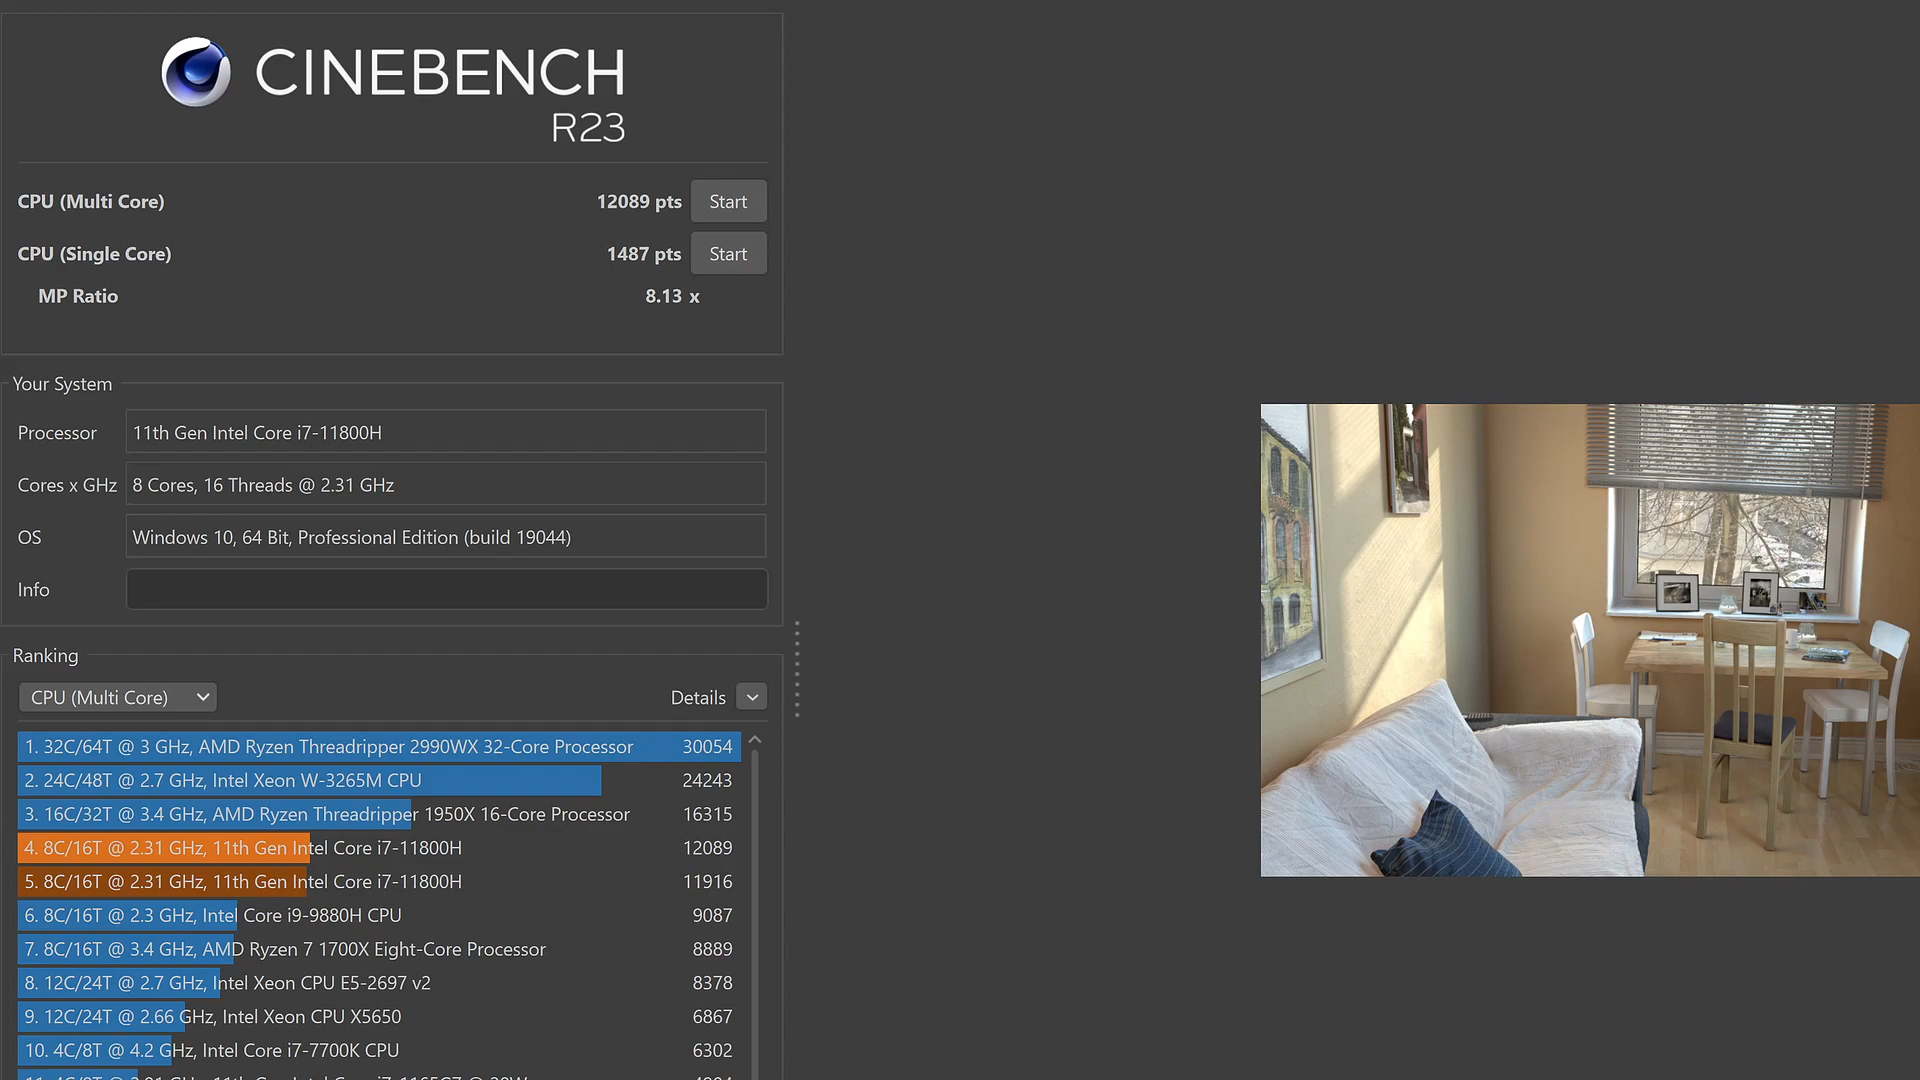 CINEBENCH
R23
CPU (Multi Core) 12089 pts Start
CPU (Single Core) 1487 pts Start
MP Ratio 8.13 x
Your System
Processor 11th Gen Intel Core i7-11800H
Cores x GHz 8 Cores, 16 Threads @ 2.31 GHz
OS Windows 10, 64 Bit, Professional Edition (build 19044)
Info
Ranking
CPU (Multi Core) Details
1. 32C/64T @ 3 GHz, AMD Ryzen Threadripper 2990WX 32-Core Processor 30054
2. 24C/48T @ 2.7 GHz, Intel Xeon W-3265M CPU 24243
3. 16C/32T @ 3.4 GHz, AMD Ryzen Threadripper 1950X 16-Core Processor 16315
4. 8C/16T @ 2.31 GHz, 11th Gen Intel Core i7-11800H 12089
5. 8C/16T @ 2.31 GHz, 11th Gen Intel Core i7-11800H 11916
6. 8C/16T @ 2.3 GHz, Intel Core i9-9880H CPU 9087
7. 8C/16T @ 3.4 GHz, AMD Ryzen 7 1700X Eight-Core Processor 8889
8. 12C/24T @ 2.7 GHz, Intel Xeon CPU E5-2697 v2 8378
9. 12C/24T @ 2.66 GHz, Intel Xeon CPU X5650 6867
10. 4C/8T @ 4.2 GHz, Intel Core i7-7700K CPU 6302